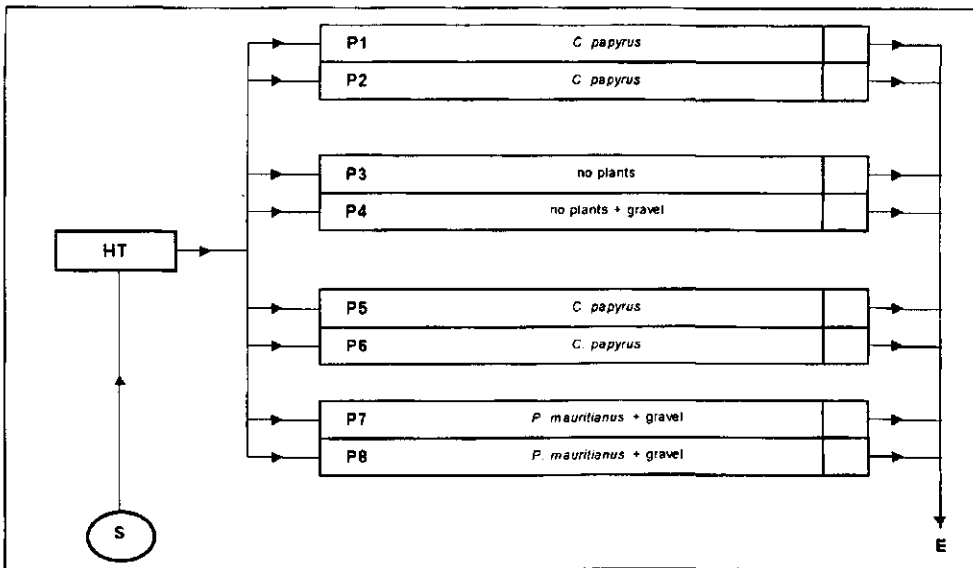 P1 C. papyrus
P2 C. papyrus
P3 no plants
P4 no plants + gravel
HT
P5 C. papyrus
P6 C. papyrus
P7 P. mauritianus + gravel
P8 P. mauritianus + gravel
S
E